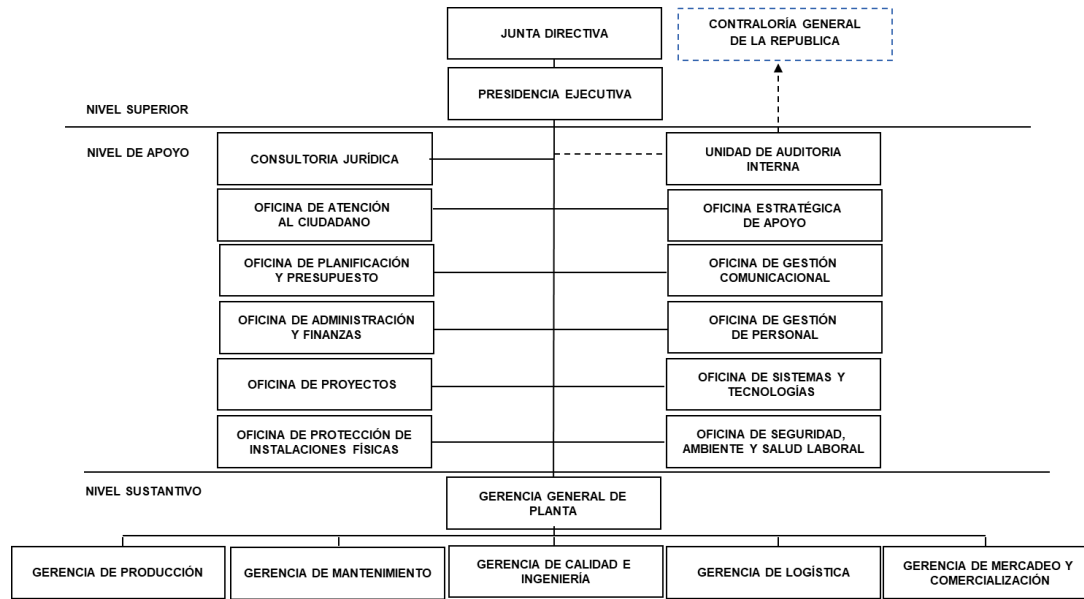 JUNTA DIRECTIVA
CONTRALORÍA GENERAL
DE LA REPUBLICA
PRESIDENCIA EJECUTIVA
NIVEL SUPERIOR
NIVEL DE APOYO
CONSULTORIA JURÍDICA
UNIDAD DE AUDITORIA
INTERNA
OFICINA DE ATENCIÓN
AL CIUDADANO
OFICINA ESTRATÉGICA
DE APOYO
OFICINA DE PLANIFICACIÓN
Y PRESUPUESTO
OFICINA DE GESTIÓN
COMUNICACIONAL
OFICINA DE ADMINISTRACIÓN
Y FINANZAS
OFICINA DE GESTIÓN
DE PERSONAL
OFICINA DE PROYECTOS
OFICINA DE SISTEMAS Y
TECNOLOGÍAS
OFICINA DE PROTECCIÓN DE
INSTALACIONES FÍSICAS
OFICINA DE SEGURIDAD,
AMBIENTE Y SALUD LABORAL
NIVEL SUSTANTIVO
GERENCIA GENERAL DE
PLANTA
GERENCIA DE PRODUCCIÓN
GERENCIA DE MANTENIMIENTO
GERENCIA DE CALIDAD E
INGENIERÍA
GERENCIA DE LOGÍSTICA
GERENCIA DE MERCADEO Y
COMERCIALIZACIÓN